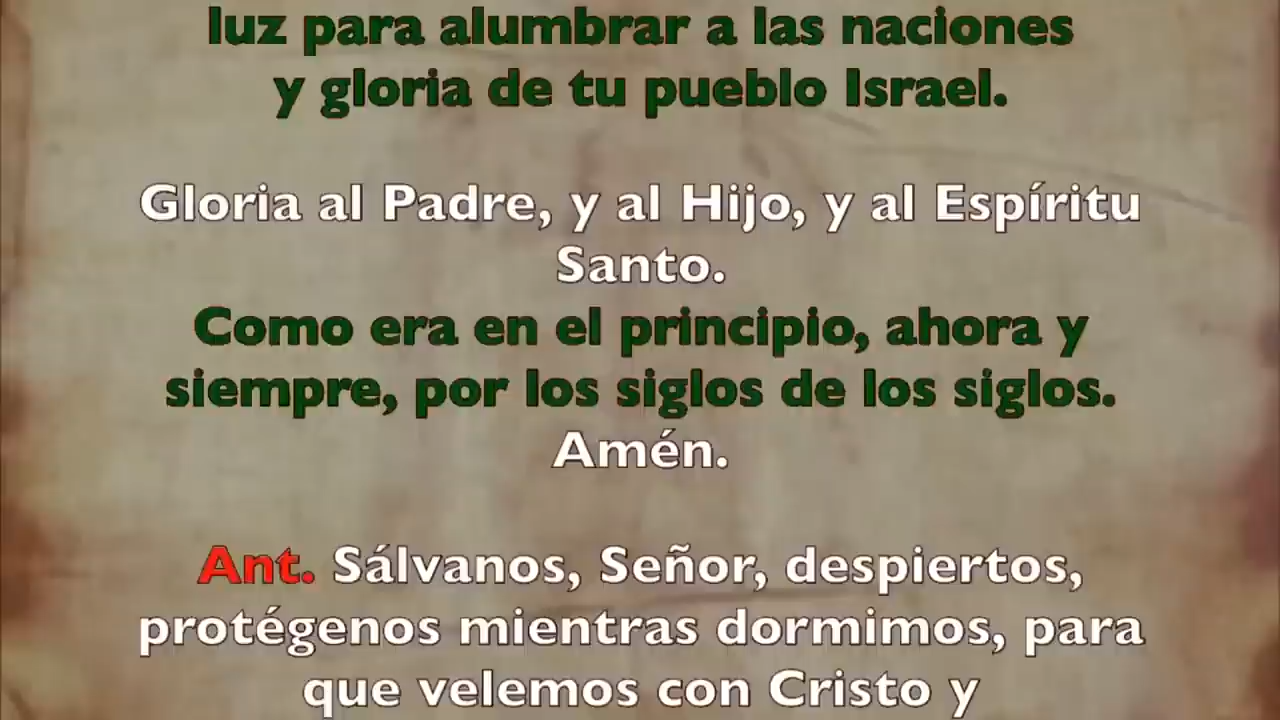 luz para alumbrar a las naciones
y gloria de tu pueblo Israel.
Gloria al Padre, y al Hijo, y al Espíritu
Santo.
Como era en el principio, ahora y
siempre, por los siglos de los siglos.
Amén.
Ant. Sálvanos, Señor, despiertos,
protégenos mientras dormimos, para
que velemos con Cristo y